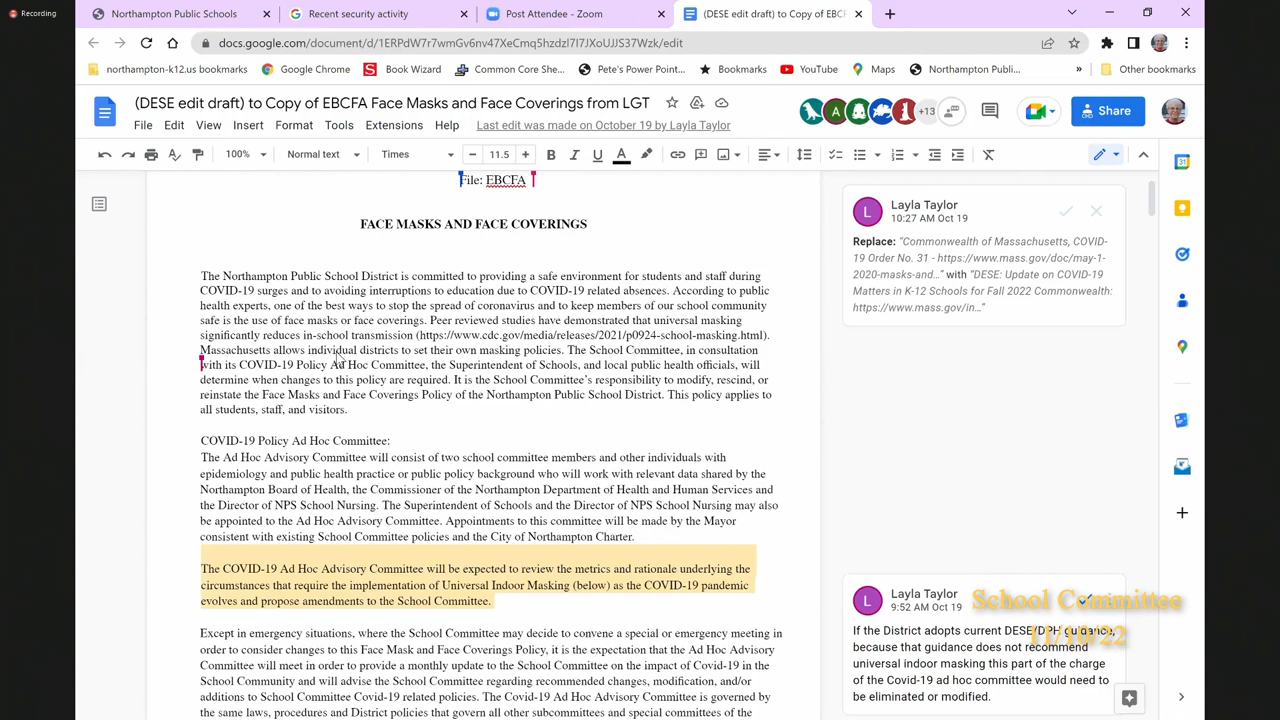 Recording
Northampton Public Schools
Recent security activity
Post Attendee - Zoom
(DESE edit draft) to Copy of EBCF
docs.google.com/document/d/1ERPdW7r7wmGv6nv47XeCmq5hzdzI7I7JXoUJJS37Wzk/edit
northampton-k12.us bookmarks
Google Chrome
Book Wizard
Common Core She...
Pete's Power Point...
Bookmarks
YouTube
Maps
Northampton Publi...
»
Other bookmarks
(DESE edit draft) to Copy of EBCFA Face Masks and Face Coverings from LGT
+13
Share
File Edit View Insert Format Tools Extensions Help
Last edit was made on October 19 by Layla Taylor
100%
Normal text
Times
11.5
File: EBCFA
FACE MASKS AND FACE COVERINGS
The Northampton Public School District is committed to providing a safe environment for students and staff during
COVID-19 surges and to avoiding interruptions to education due to COVID-19 related absences. According to public
health experts, one of the best ways to stop the spread of coronavirus and to keep members of our school community
safe is the use of face masks or face coverings. Peer reviewed studies have demonstrated that universal masking
significantly reduces in-school transmission (https://www.cdc.gov/media/releases/2021/p0924-school-masking.html).
Massachusetts allows individual districts to set their own masking policies. The School Committee, in consultation
with its COVID-19 Policy Ad Hoc Committee, the Superintendent of Schools, and local public health officials, will
determine when changes to this policy are required. It is the School Committee's responsibility to modify, rescind, or
reinstate the Face Masks and Face Coverings Policy of the Northampton Public School District. This policy applies to
all students, staff, and visitors.
COVID-19 Policy Ad Hoc Committee:
The Ad Hoc Advisory Committee will consist of two school committee members and other individuals with
epidemiology and public health practice or public policy background who will work with relevant data shared by the
Northampton Board of Health, the Commissioner of the Northampton Department of Health and Human Services and
the Director of NPS School Nursing. The Superintendent of Schools and the Director of NPS School Nursing may also
be appointed to the Ad Hoc Advisory Committee. Appointments to this committee will be made by the Mayor
consistent with existing School Committee policies and the City of Northampton Charter.
The COVID-19 Ad Hoc Advisory Committee will be expected to review the metrics and rationale underlying the
circumstances that require the implementation of Universal Indoor Masking (below) as the COVID-19 pandemic
evolves and propose amendments to the School Committee.
Except in emergency situations, where the School Committee may decide to convene a special or emergency meeting in
order to consider changes to this Face Mask and Face Coverings Policy, it is the expectation that the Ad Hoc Advisory
Committee will meet in order to provide a monthly update to the School Committee on the impact of Covid-19 in the
School Community and will advise the School Committee regarding recommended changes, modification, and/or
additions to School Committee Covid-19 related policies. The Covid-19 Ad Hoc Advisory Committee is governed by
the same laws, procedures and District policies that govern all other subcommittees and special committees of the
L
Layla Taylor
10:27 AM Oct 19
Replace: "Commonwealth of Massachusetts, COVID-
19 Order No. 31 - https://www.mass.gov/doc/may-1-
2020-masks-and..." with "DESE: Update on COVID-19
Matters in K-12 Schools for Fall 2022 Commonwealth:
https://www.mass.gov/in..."
L
Layla Taylor
9:52 AM Oct 19
If the District adopts current DESE/DPH guidance,
because that guidance does not recommend
universal indoor masking this part of the charge
of the Covid-19 ad hoc committee would need to
be eliminated or modified.
School Committee
11/10/22